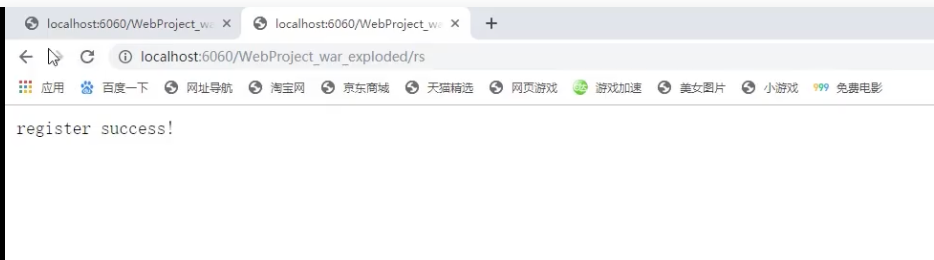 localhost:6060/WebProject_wa × localhost:6060/WebProject_wa × +
localhost:6060/WebProject_war_exploded/rs
应用 百度一下 网址导航 淘宝网 京东商城 天猫精选 网页游戏 游戏加速 美女图片 小游戏 999 免费电影
register success!